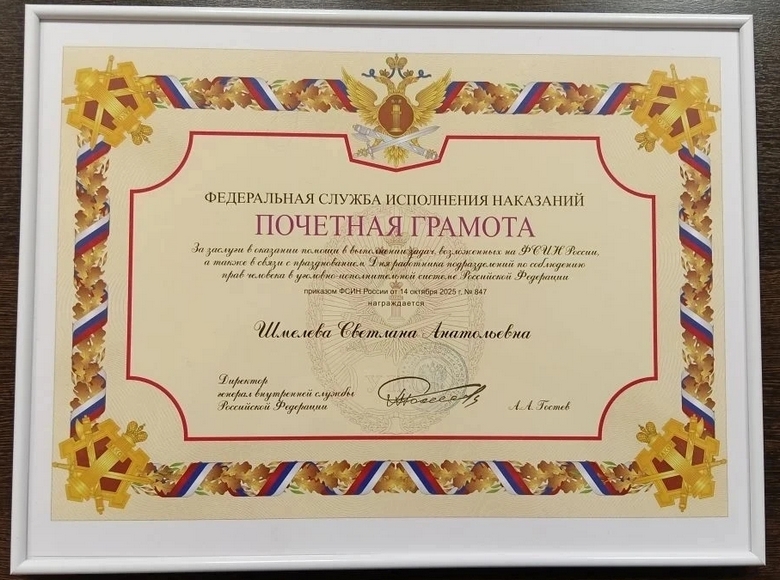 ФЕДЕРАЛЬНАЯ СЛУЖБА ИСПОЛНЕНИЯ НАКАЗАНИЙ
ПОЧЕТНАЯ ГРАМОТА
За заслуги в оказании помощи в выполнении задач, возложенных на ФСИН России,
а также в связи с празднованием Дня работника подразделений по соблюдению
прав человека в уголовно-исполнительной системе Российской Федерации
приказом ФСИН России от 14 октября 2025 г. № 847
награждается
Шмелева Светлана Анатольевна
Директор
генерал внутренней службы
Российской Федерации
А.А. Гостев